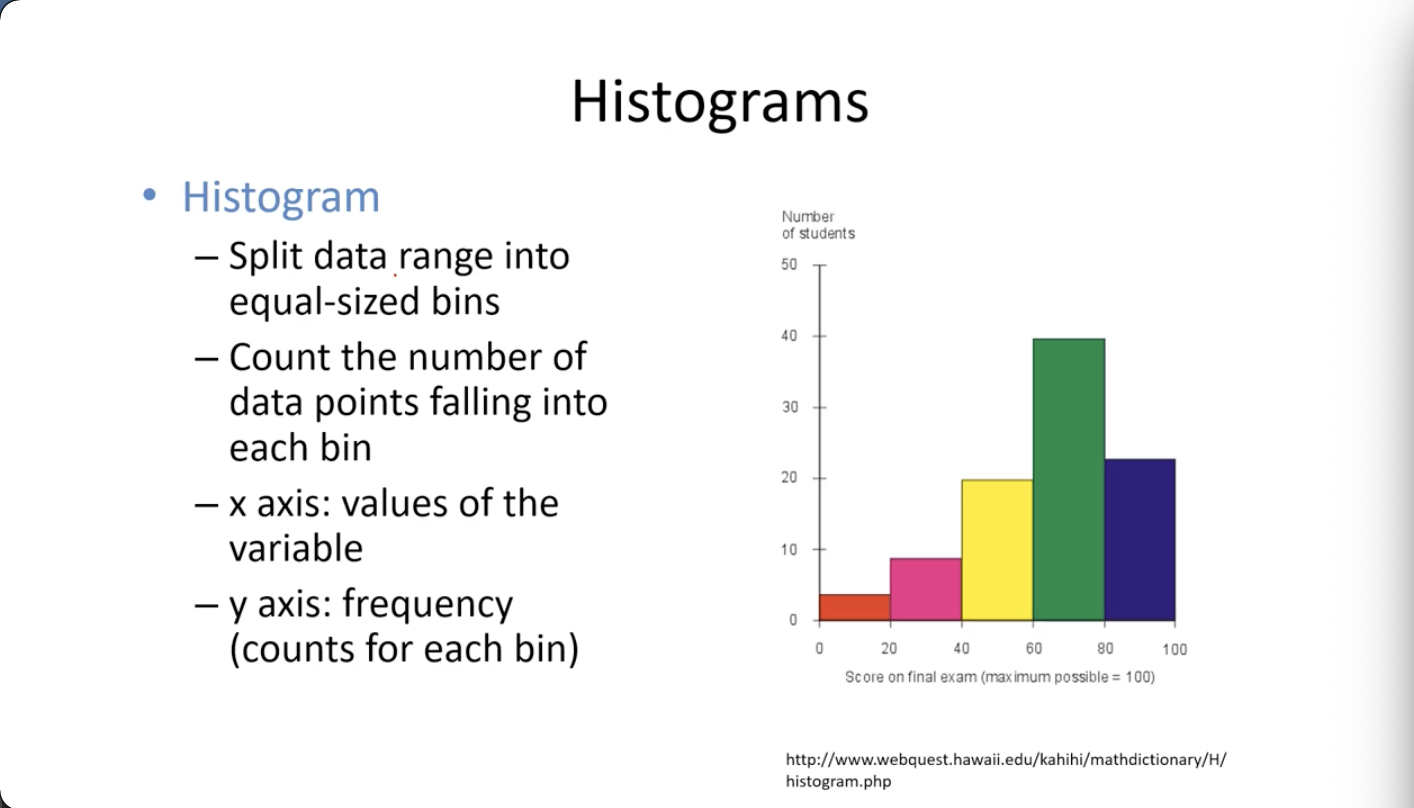 Histograms
• Histogram
– Split data range into
equal-sized bins
– Count the number of
data points falling into
each bin
– x axis: values of the
variable
– y axis: frequency
(counts for each bin)
Number
of students
50
40
30
20
10
0
0 20 40 60 80 100
Score on final exam (maximum possible = 100)
http://www.webquest.hawaii.edu/kahihi/mathdictionary/H/
histogram.php